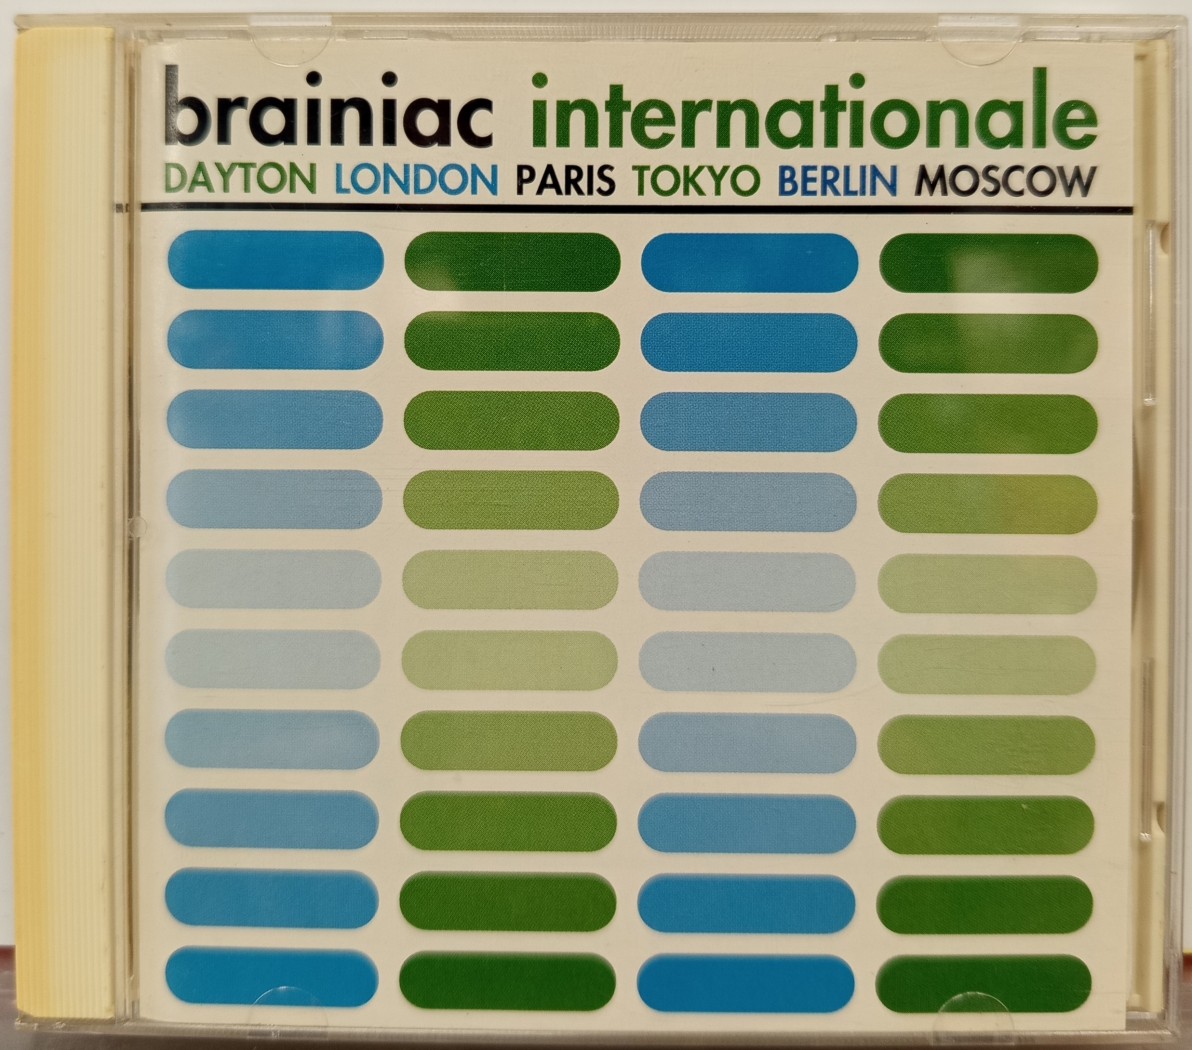 brainiac internationale
DAYTON LONDON PARIS TOKYO BERLIN MOSCOW